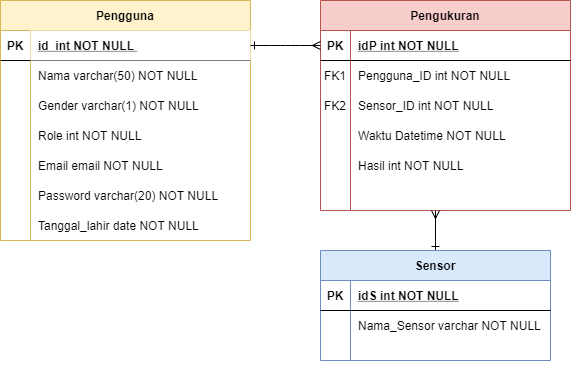 Pengguna
PK id int NOT NULL
Nama varchar(50) NOT NULL
Gender varchar(1) NOT NULL
Role int NOT NULL
Email email NOT NULL
Password varchar(20) NOT NULL
Tanggal_lahir date NOT NULL
Pengukuran
PK idP int NOT NULL
FK1 Pengguna_ID int NOT NULL
FK2 Sensor_ID int NOT NULL
Waktu Datetime NOT NULL
Hasil int NOT NULL
Sensor
PK idS int NOT NULL
Nama_Sensor varchar NOT NULL